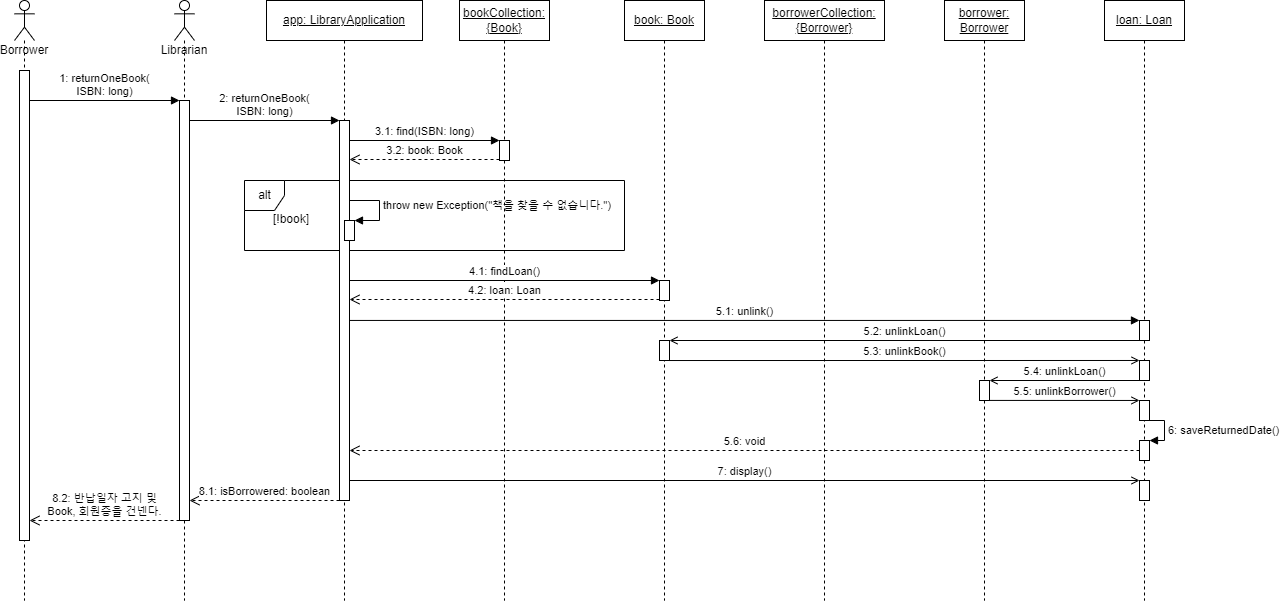 Borrower
Librarian
app: LibraryApplication
bookCollection:
{Book}
book: Book
borrowerCollection:
{Borrower}
borrower:
Borrower
loan: Loan
1: returnOneBook(
ISBN: long)
2: returnOneBook(
ISBN: long)
3.1: find(ISBN: long)
3.2: book: Book
alt
[!book]
throw new Exception("책을 찾을 수 없습니다.")
4.1: findLoan()
4.2: loan: Loan
5.1: unlink()
5.2: unlinkLoan()
5.3: unlinkBook()
5.4: unlinkLoan()
5.5: unlinkBorrower()
6: saveReturnedDate()
5.6: void
7: display()
8.1: isBorrowered: boolean
8.2: 반납일자 고지 및
Book, 회원증을 건넨다.